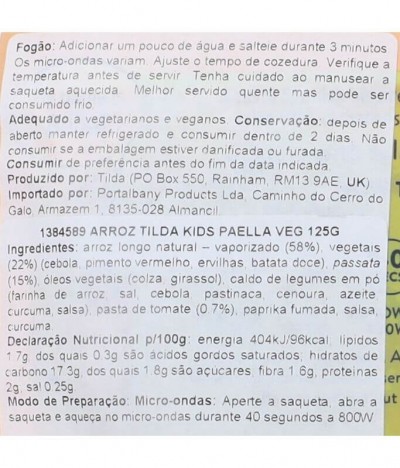 Fogão: Adicionar um pouco de água e salteie durante 3 minutos
Os micro-ondas variam. Ajuste o tempo de cozedura. Verifique a
temperatura antes de servir. Tenha cuidado ao manusear a
saqueta aquecida. Melhor servido quente mas pode ser
consumido frio.
Adequado a vegetarianos e veganos. Conservação: depois de
aberto manter refrigerado e consumir dentro de 2 dias. Não
consumir se a embalagem estiver danificada ou furada.
Consumir de preferência antes do fim da data indicada.
Produzido por: Tilda (PO Box 550, Rainham, RM13 9AE, UK)
Importado por: Portalbany Products Lda, Caminho do Cerro do
Galo, Armazem 1, 8135-028 Almancil.
1384589 ARROZ TILDA KIDS PAELLA VEG 125G
Ingredientes: arroz longo natural – vaporizado (58%), vegetais
(22%) (cebola, pimento vermelho, ervilhas, batata doce), passata
(15%), óleos vegetais (colza, girassol), caldo de legumes em pó
(farinha de arroz, sal, cebola, pastinaca, cenoura, azeite,
curcuma, salsa), pasta de tomate (0.7%), paprika fumada, salsa,
curcuma.
Declaração Nutricional p/100g: energia 404kJ/96kcal, lípidos
1.7g, dos quais 0.3g são ácidos gordos saturados; hidratos de
carbono 17.3g, dos quais 1.8g são açucares, fibra 1.6g, proteínas
2g, sal 0.25g.
Modo de Preparação: Micro-ondas: Aperte a saqueta, abra a
saqueta e aqueça no micro-ondas durante 40 segundos a 800W